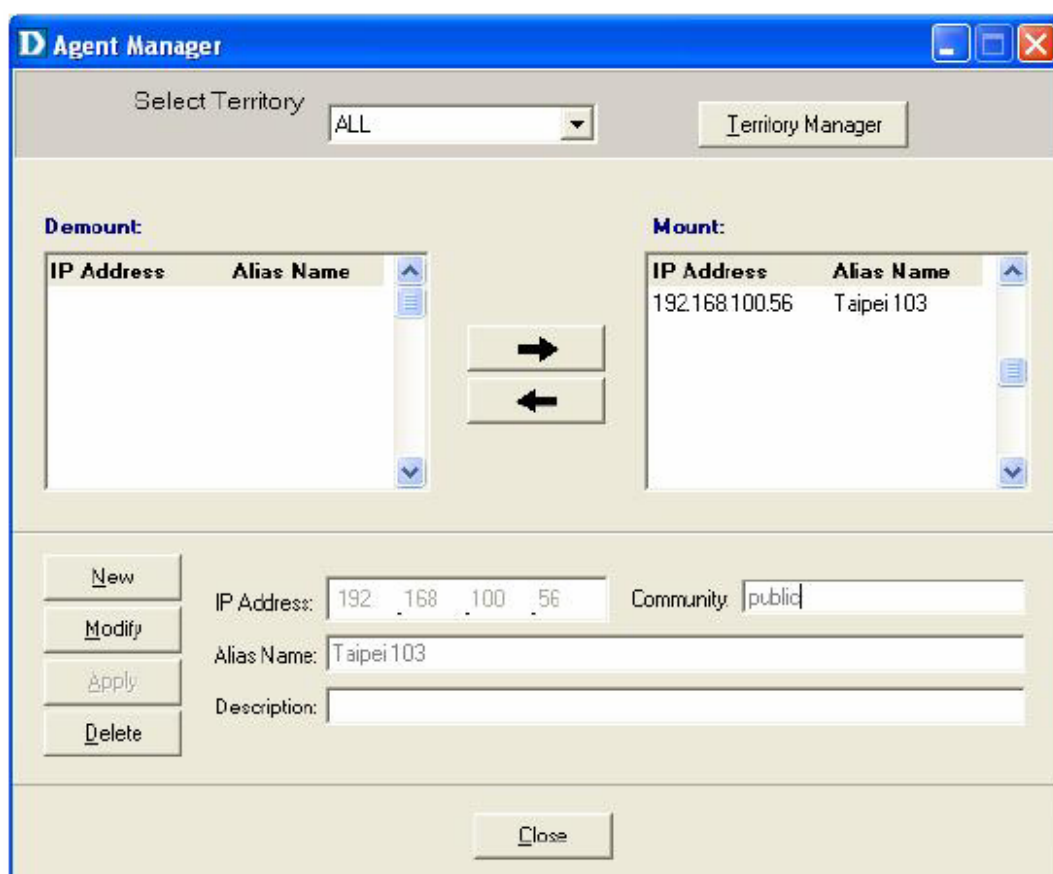 D Agent Manager
Select Territory
ALL
Territory Manager
Demount:
IP Address Alias Name
Mount:
IP Address Alias Name
192.168.100.56 Taipei 103
New
Modify
Apply
Delete
IP Address: 192 . 168 . 100 . 56
Community: public
Alias Name: Taipei 103
Description:
Close